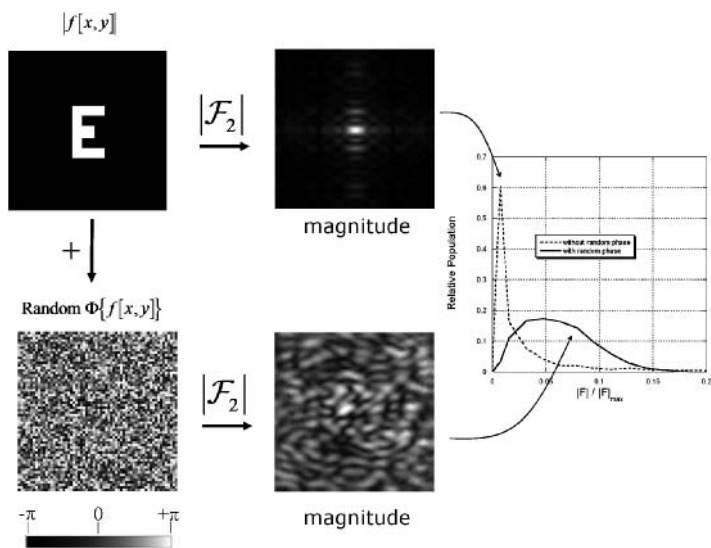 |f[x,y]|
E
|ℱ₂|
magnitude
+
Random Φ{f[x,y]}
|ℱ₂|
magnitude
-π 0 +π
Relative Population
0.7
0.6
0.5
0.4
0.3
0.2
0.1
0
without random phase
with random phase
0 0.05 0.1 0.15 0.2
|F| / |F|max